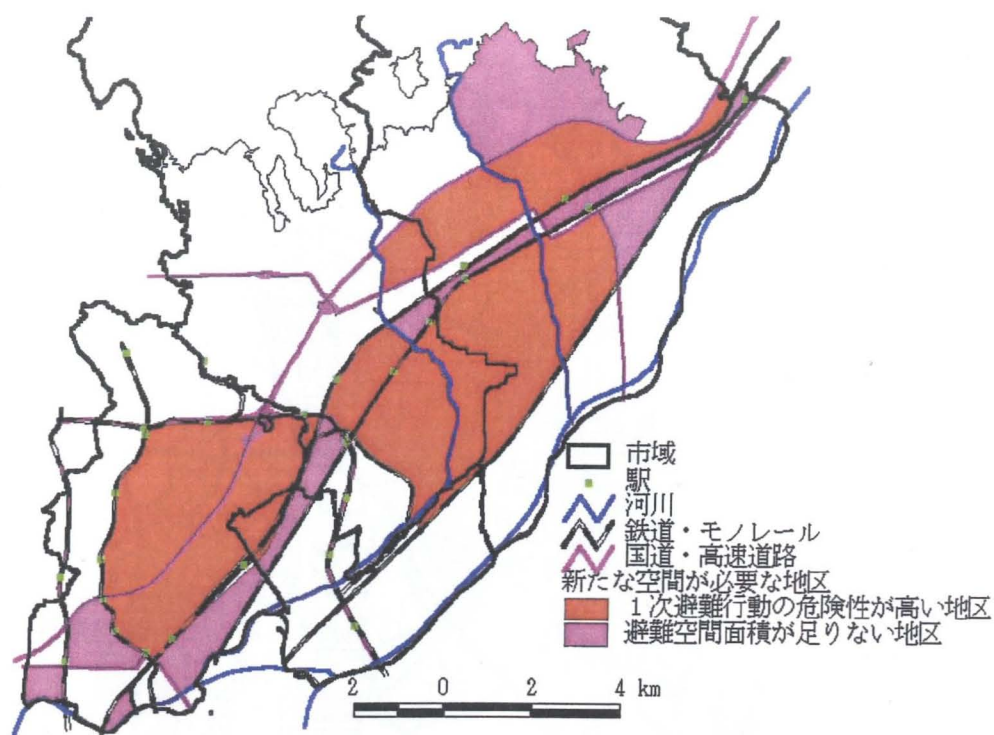 市域
駅
河川
鉄道・モノレール
国道・高速道路
新たな空間が必要な地区
1次避難行動の危険性が高い地区
避難空間面積が足りない地区
2 0 2 4 km